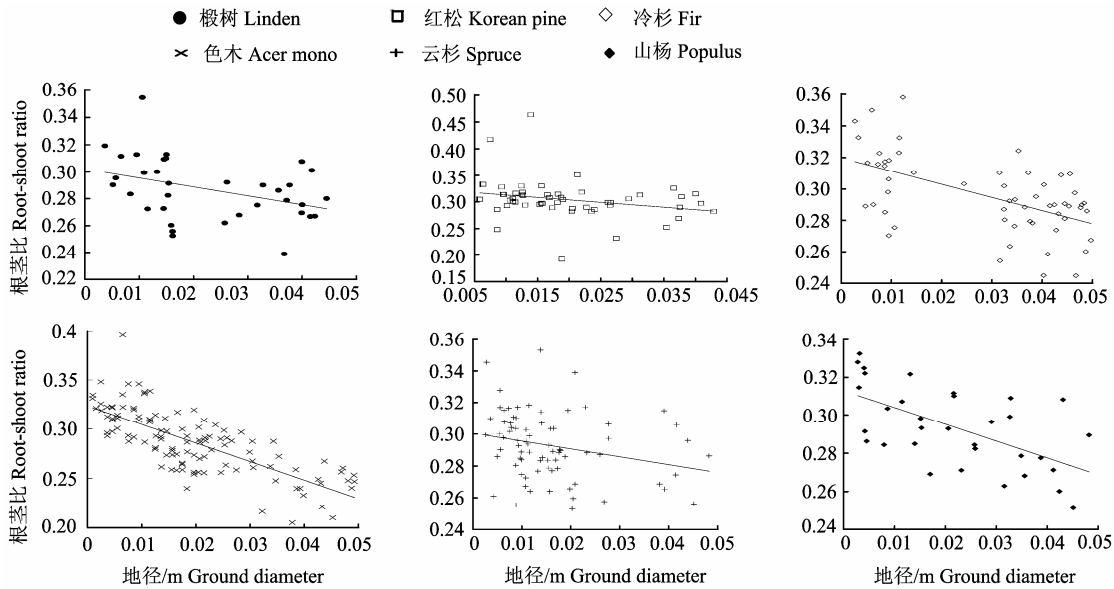 椴树 Linden
红松 Korean pine
冷杉 Fir
色木 Acer mono
云杉 Spruce
山杨 Populus
根茎比 Root-shoot ratio
0.36
0.34
0.32
0.30
0.28
0.26
0.24
0.22
0 0.01 0.02 0.03 0.04 0.05
0.50
0.45
0.40
0.35
0.30
0.25
0.20
0.15
0.005 0.015 0.025 0.035 0.045
0.36
0.34
0.32
0.30
0.28
0.26
0.24
0 0.01 0.02 0.03 0.04 0.05
根茎比 Root-shoot ratio
0.4
0.35
0.30
0.25
0.20
0 0.01 0.02 0.03 0.04 0.05
地径/m Ground diameter
0.36
0.34
0.32
0.30
0.28
0.26
0.24
0 0.01 0.02 0.03 0.04 0.05
地径/m Ground diameter
0.34
0.32
0.30
0.28
0.26
0.24
0 0.01 0.02 0.03 0.04 0.05
地径/m Ground diameter